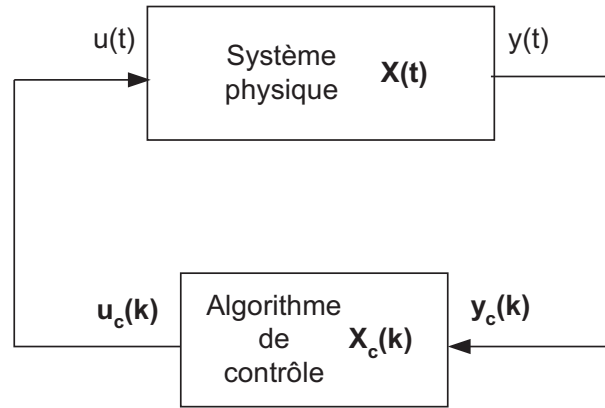 u(t)
Système
physique
X(t)
y(t)
u_c(k)
Algorithme
de
contrôle
X_c(k)
y_c(k)